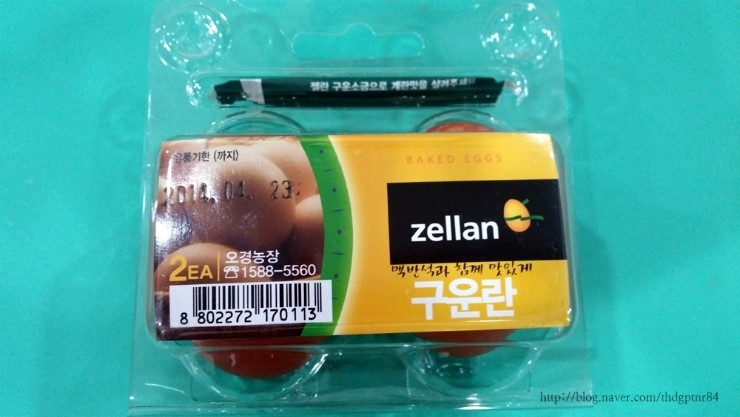 젤란 구운소금으로 계란맛을 살려주세요
유통기한 (까지)
2014. 01. 23.
BAKED EGGS
zellan
맥반석과 함께 맛있게
구운란
2EA
오경농장
☎1588-5560
8 802272 170113
http://blog.naver.com/thdgptnr84